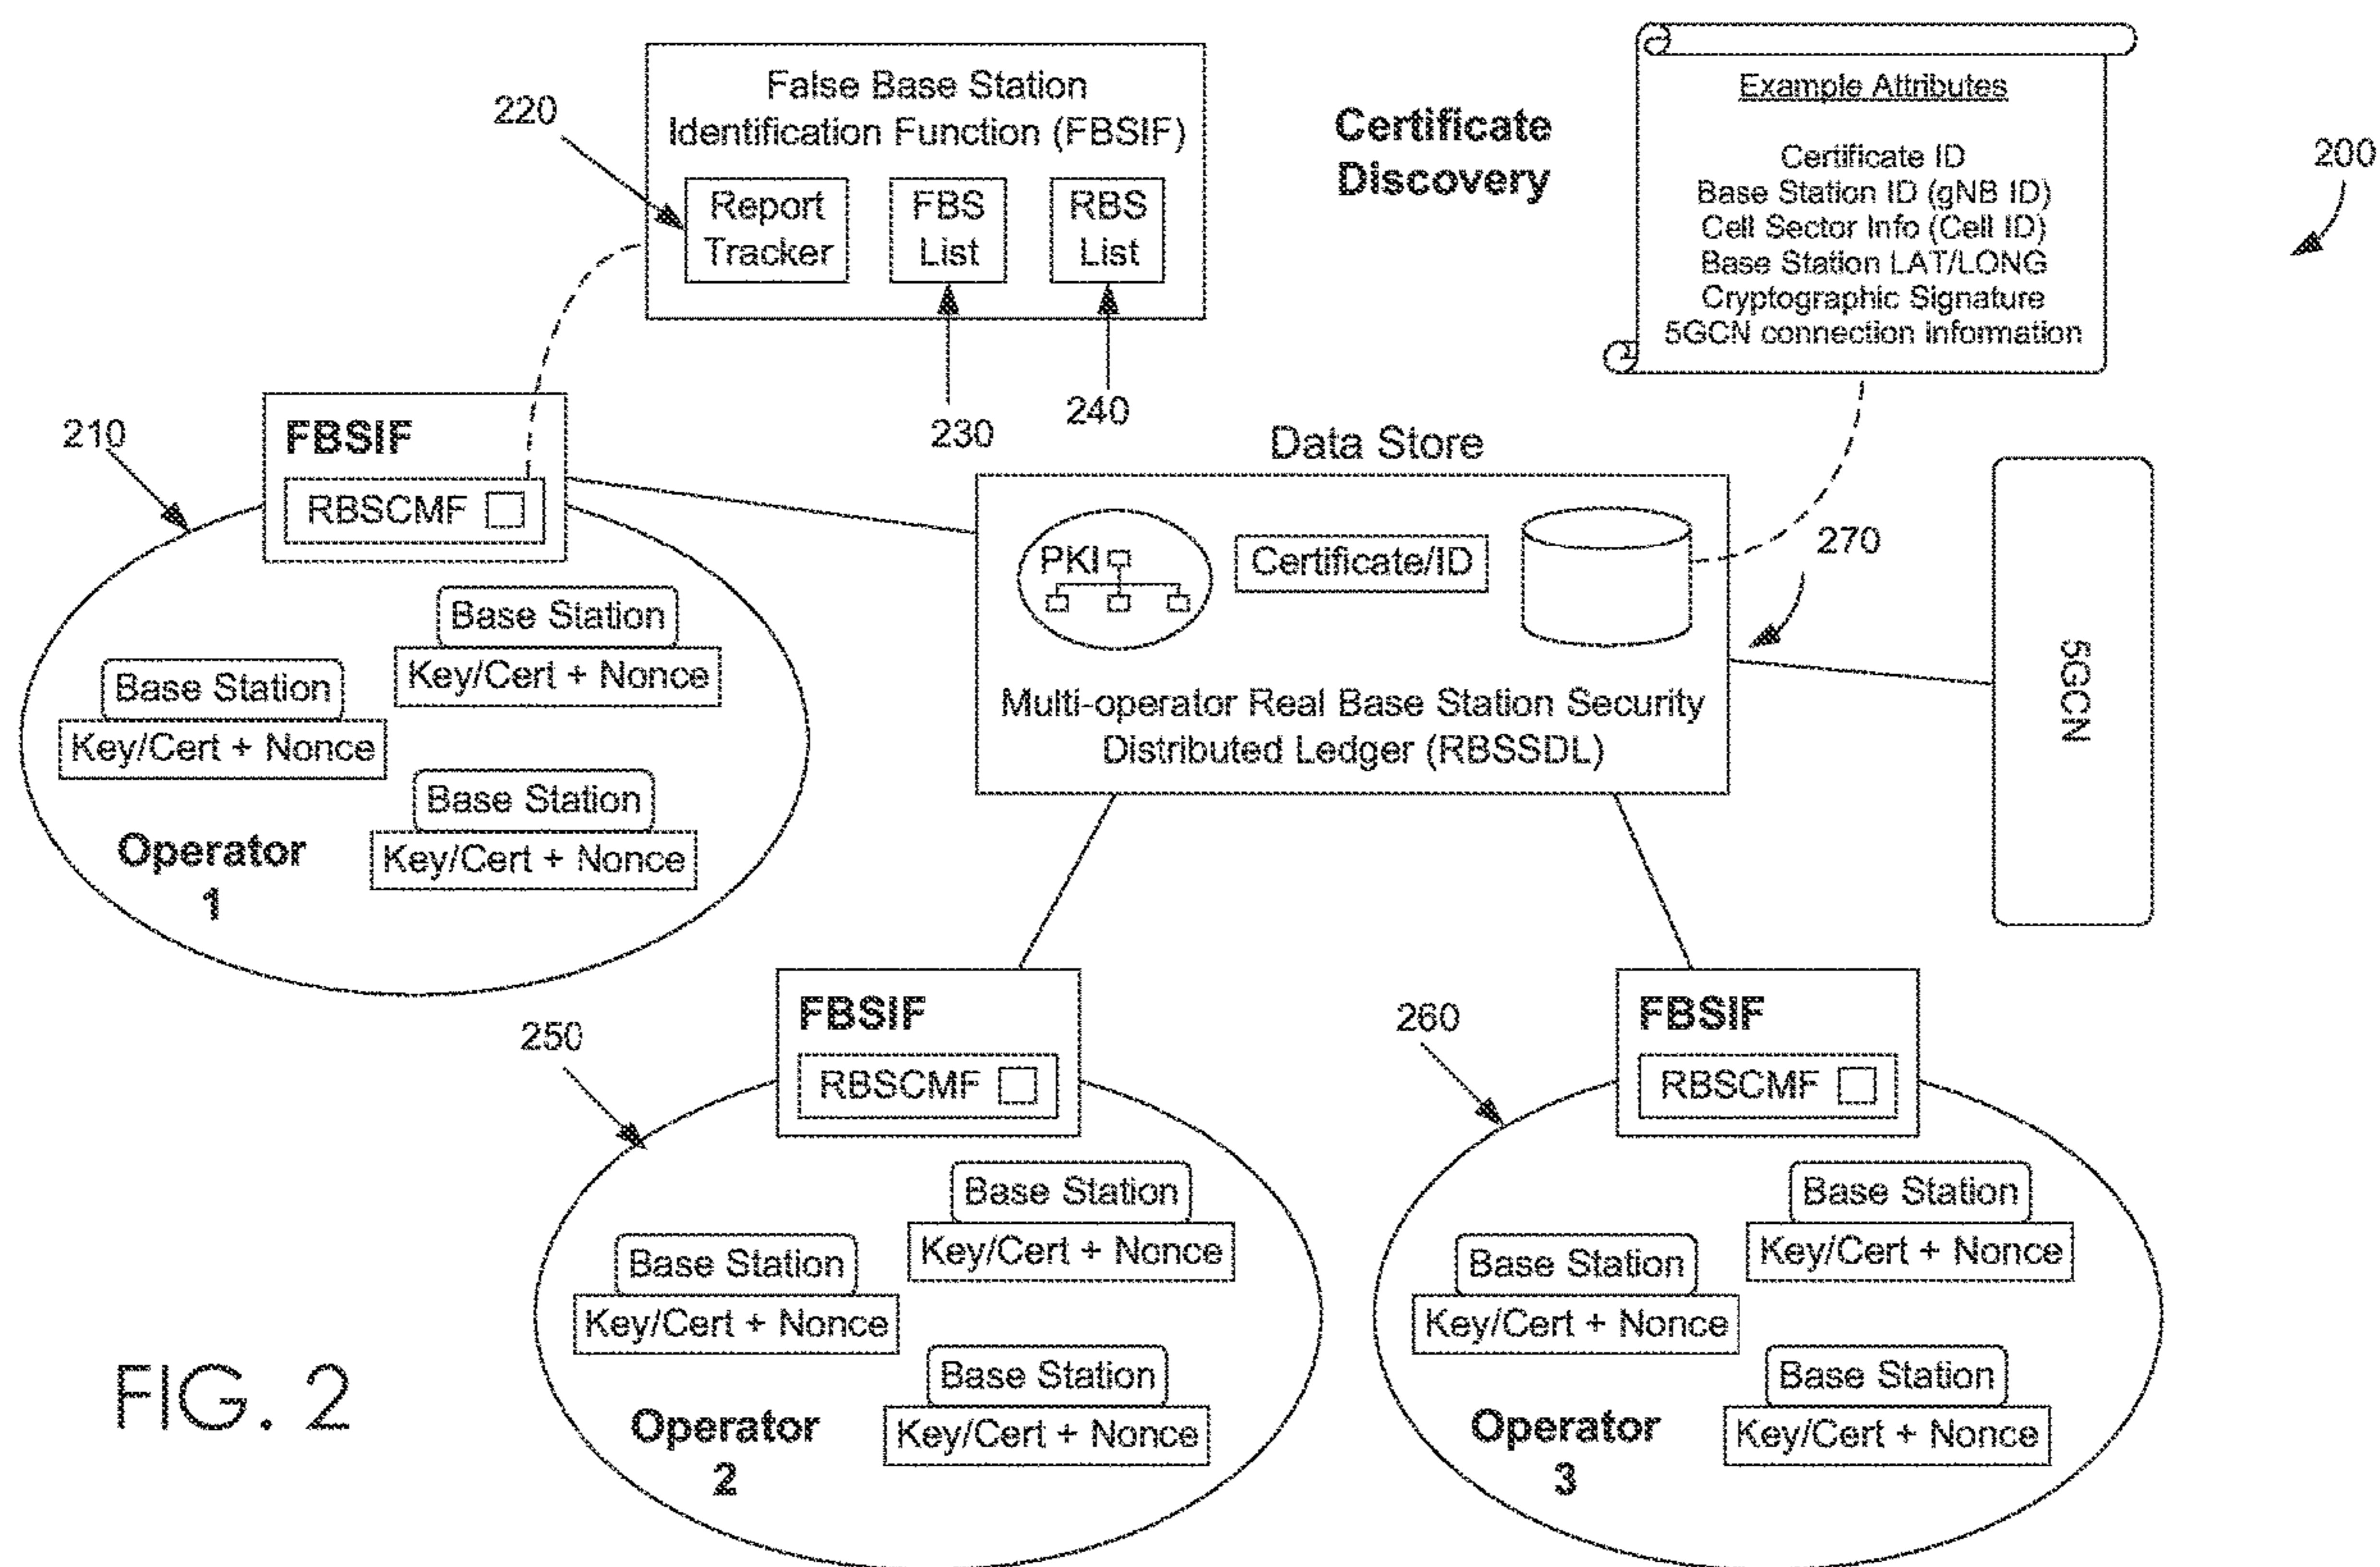 False Base Station
Identification Function (FBSIF)
220
Report
Tracker
FBS
List
RBS
List
230
240
Certificate
Discovery
Example Attributes
Certificate ID
Base Station ID (gNB ID)
Cell Sector Info (Cell ID)
Base Station LAT/LONG
Cryptographic Signature
5GCN connection information
200
210
FBSIF
RBSCMF
Base Station
Key/Cert + Nonce
Base Station
Key/Cert + Nonce
Base Station
Key/Cert + Nonce
Operator
1
Data Store
PKI
Certificate/ID
270
Multi-operator Real Base Station Security
Distributed Ledger (RBSSDL)
5GCN
250
FBSIF
RBSCMF
Base Station
Key/Cert + Nonce
Base Station
Key/Cert + Nonce
Base Station
Key/Cert + Nonce
Operator
2
260
FBSIF
RBSCMF
Base Station
Key/Cert + Nonce
Base Station
Key/Cert + Nonce
Base Station
Key/Cert + Nonce
Operator
3
FIG. 2